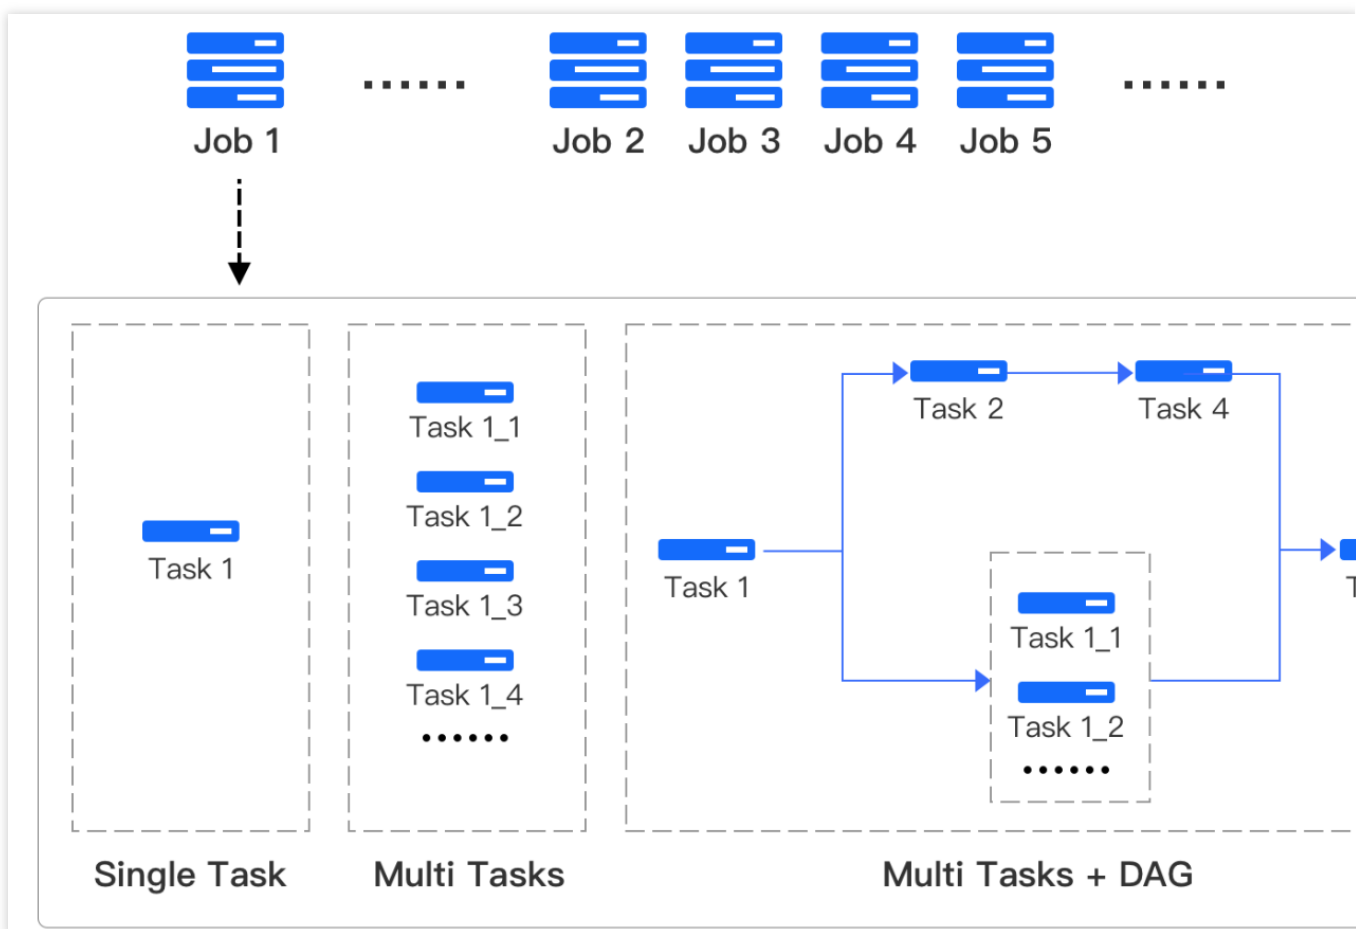 Job 1
Job 2
Job 3
Job 4
Job 5
Task 1
Task 1_1
Task 1_2
Task 1_3
Task 1_4
Task 1
Task 2
Task 4
Task 1_1
Task 1_2
Single Task
Multi Tasks
Multi Tasks + DAG